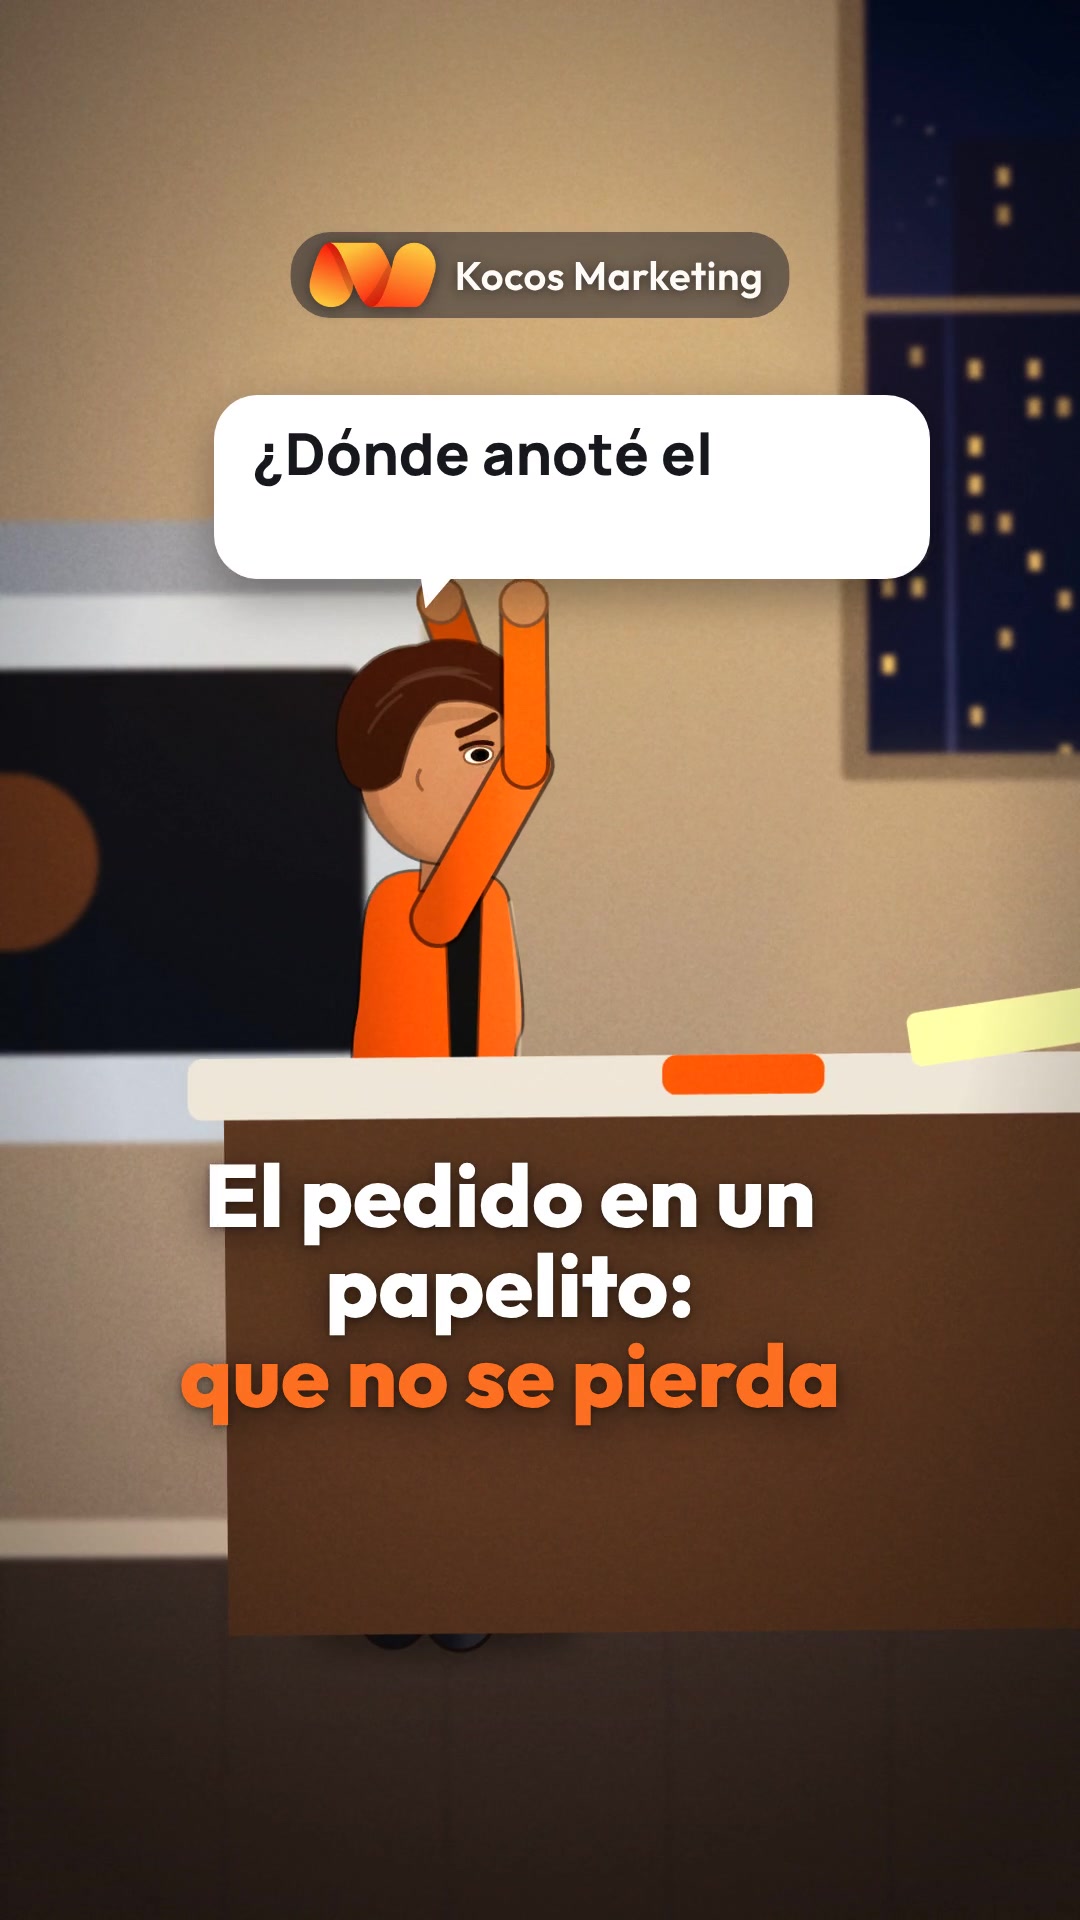 Kocos Marketing
¿Dónde anoté el
El pedido en un
papelito:
que no se pierda